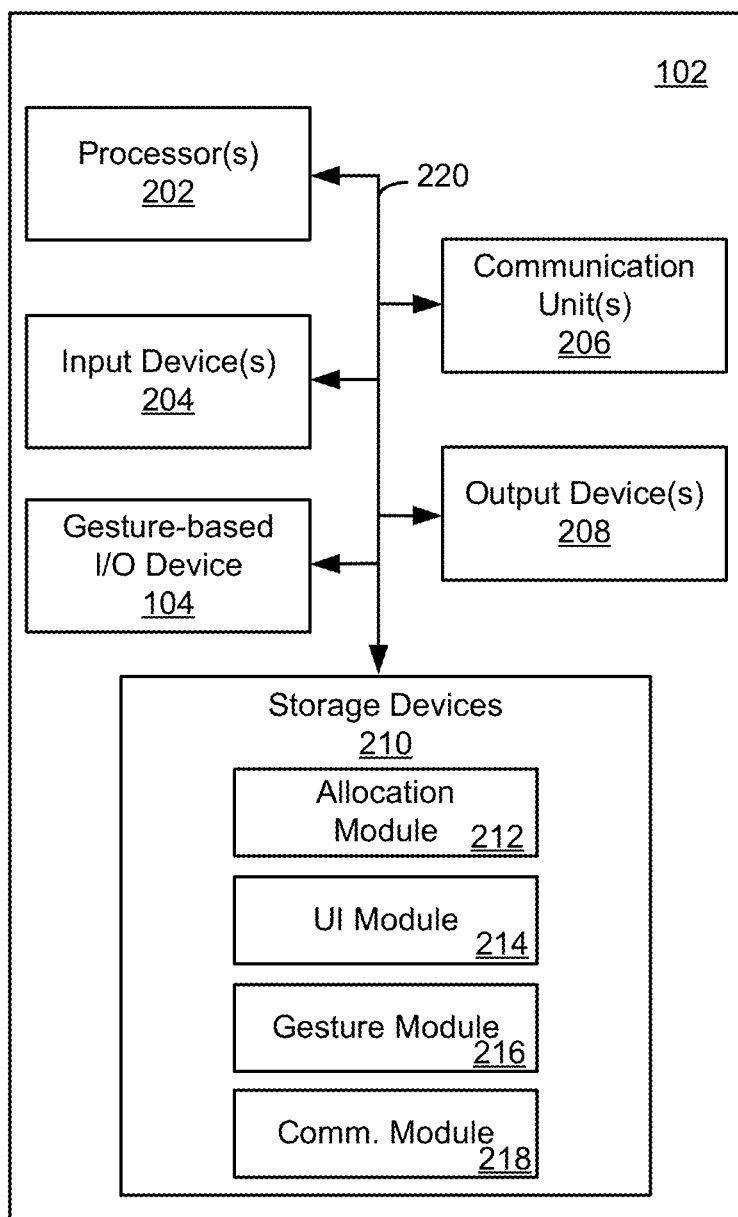 102
Processor(s)
202
220
Communication
Unit(s)
206
Input Device(s)
204
Output Device(s)
208
Gesture-based
I/O Device
104
Storage Devices
210
Allocation
Module
212
UI Module
214
Gesture Module
216
Comm. Module
218